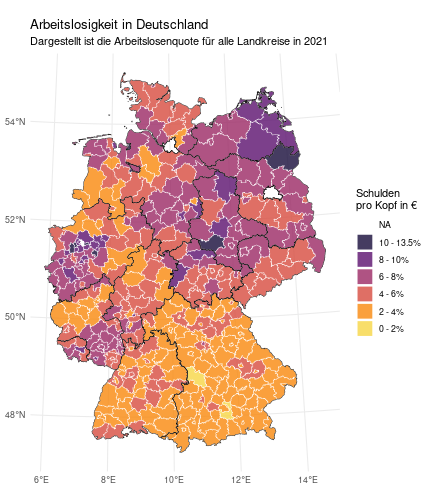 Arbeitslosigkeit in Deutschland
Dargestellt ist die Arbeitslosenquote für alle Landkreise in 2021
54°N
52°N
50°N
48°N
6°E
8°E
10°E
12°E
14°E
Schulden
pro Kopf in €
NA
10 - 13.5%
8 - 10%
6 - 8%
4 - 6%
2 - 4%
0 - 2%